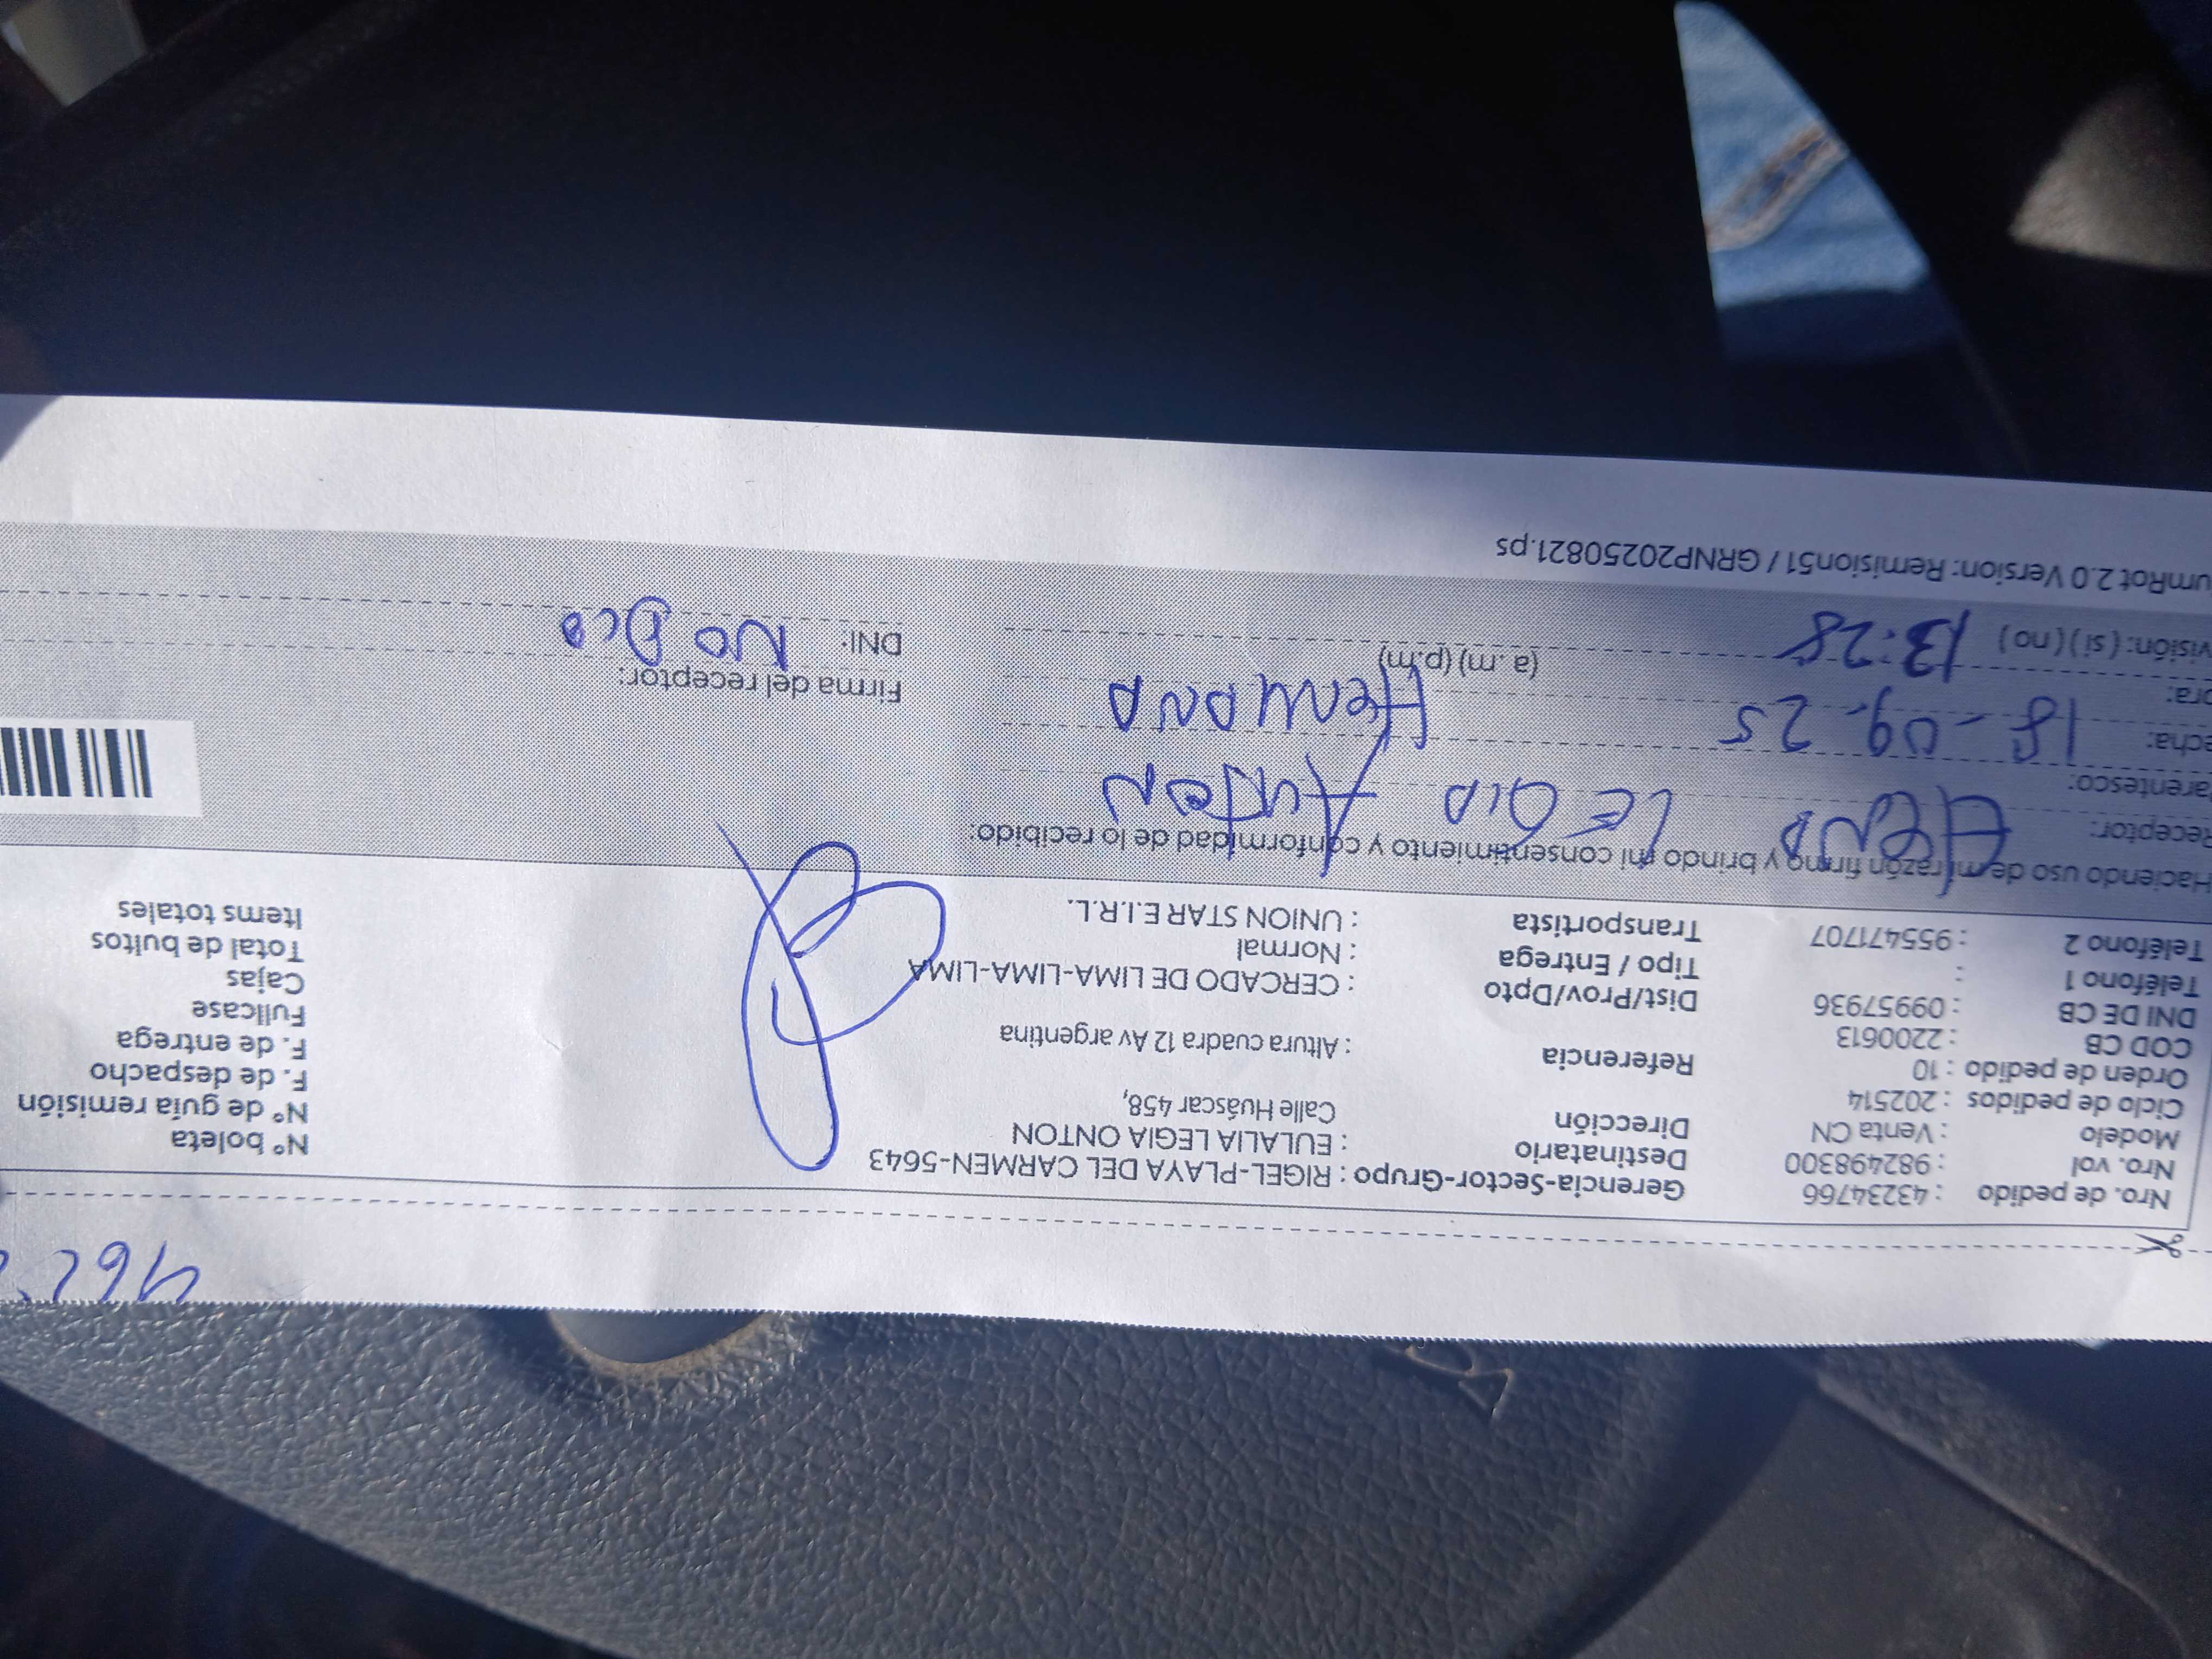 462
Nro. de pedido : 43234766 Gerencia-Sector-Grupo : RIGEL-PLAYA DEL CARMEN-5643 N° boleta
Nro. vol : 982498300 Destinatario : EULALIA LEGIA ONTON N° de guía remisión
Modelo : Venta CN Dirección Calle Huáscar 458, F. de despacho
Ciclo de pedidos : 202514 F. de entrega
Orden de pedido : 10 Referencia : Altura cuadra 12 Av argentina Fullcase
COD CB : 2200613 Cajas
DNI DE CB : 09957936 Dist/Prov/Dpto : CERCADO DE LIMA-LIMA-LIMA Total de bultos
Teléfono 1 : Tipo / Entrega : Normal Items totales
Teléfono 2 : 955471707 Transportista : UNION STAR E.I.R.L.
Haciendo uso de mi razón firmo y brindo mi consentimiento y conformidad de lo recibido:
Receptor: Elena
arentesco: Hermana
echa: 18-09-25 Firma del receptor:
ora: 13:28 (a.m) (p.m) DNI: NO DIO
visión: ( si ) ( no )
umRot 2.0 Version: Remision51 / GRNP20250821.ps